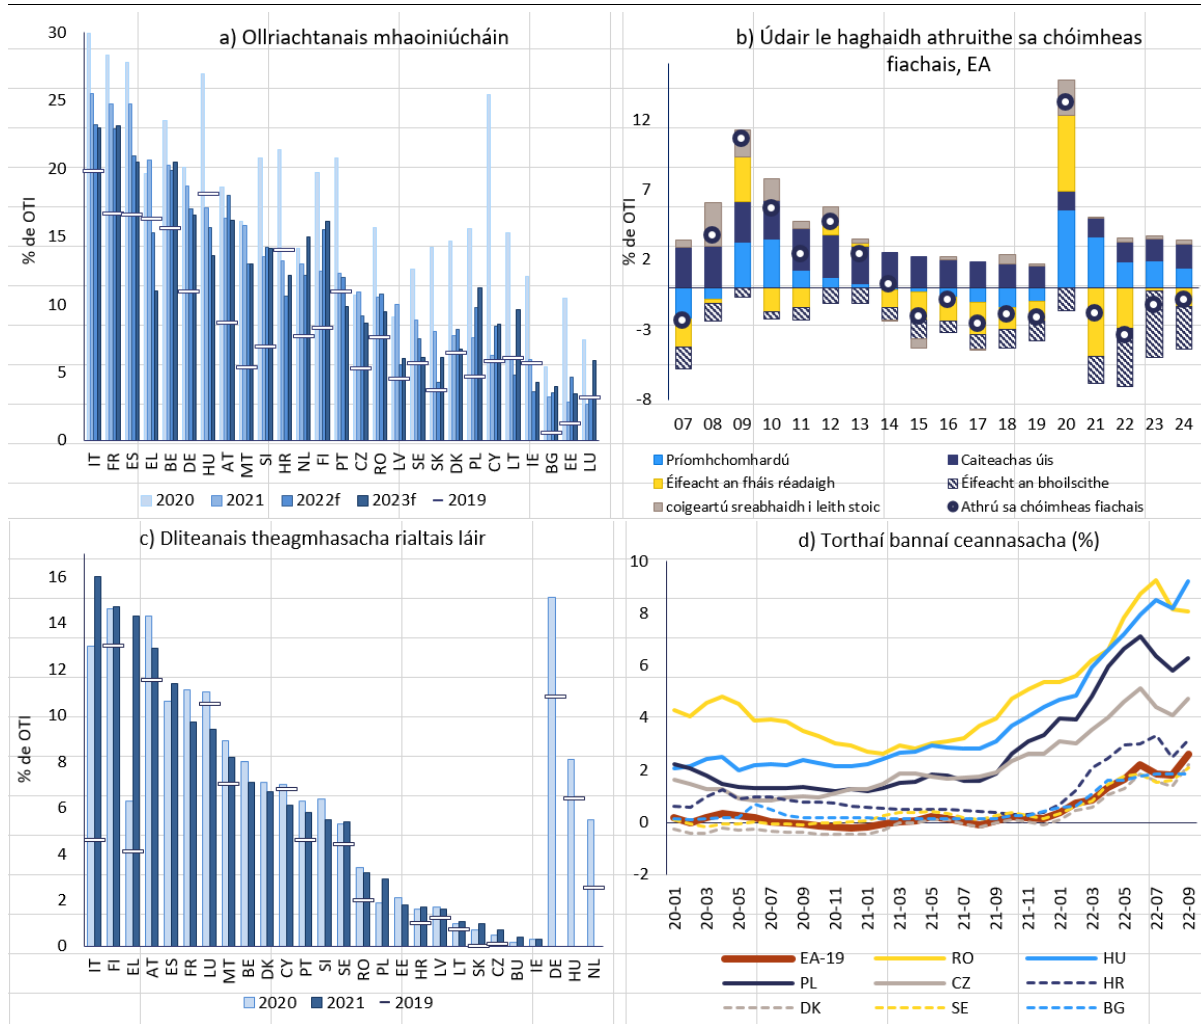 a) Ollriachtanais mhaoiniúcháin
% de OTI
30
25
20
15
10
5
0
IT FR ES EL BE DE HU AT MT SI HR NL FI PT CZ RO LV SE SK DK PL CY LT IE BG EE LU
2020 2021 2022f 2023f 2019
b) Údair le haghaidh athruithe sa chóimheas
fiachais, EA
% de OTI
12
7
2
-3
-8
07 08 09 10 11 12 13 14 15 16 17 18 19 20 21 22 23 24
Príomhchomhardú Caiteachas úis
Éifeacht an fháis réadaigh Éifeacht an bhoilscithe
coigeartú sreabhaidh i leith stoic Athrú sa chóimheas fiachais
c) Dliteanais theagmhasacha rialtais láir
% de OTI
16
14
12
10
8
6
4
2
0
IT FI EL AT ES FR LU MT BE DK CY PT SI SE RO PL EE HR LV LT SK CZ BU IE DE HU NL
2020 2021 2019
d) Torthaí bannaí ceannasacha (%)
10
8
6
4
2
0
-2
20-01 20-03 20-05 20-07 20-09 20-11 21-01 21-03 21-05 21-07 21-09 21-11 22-01 22-03 22-05 22-07 22-09
EA-19 RO HU
PL CZ HR
DK SE BG